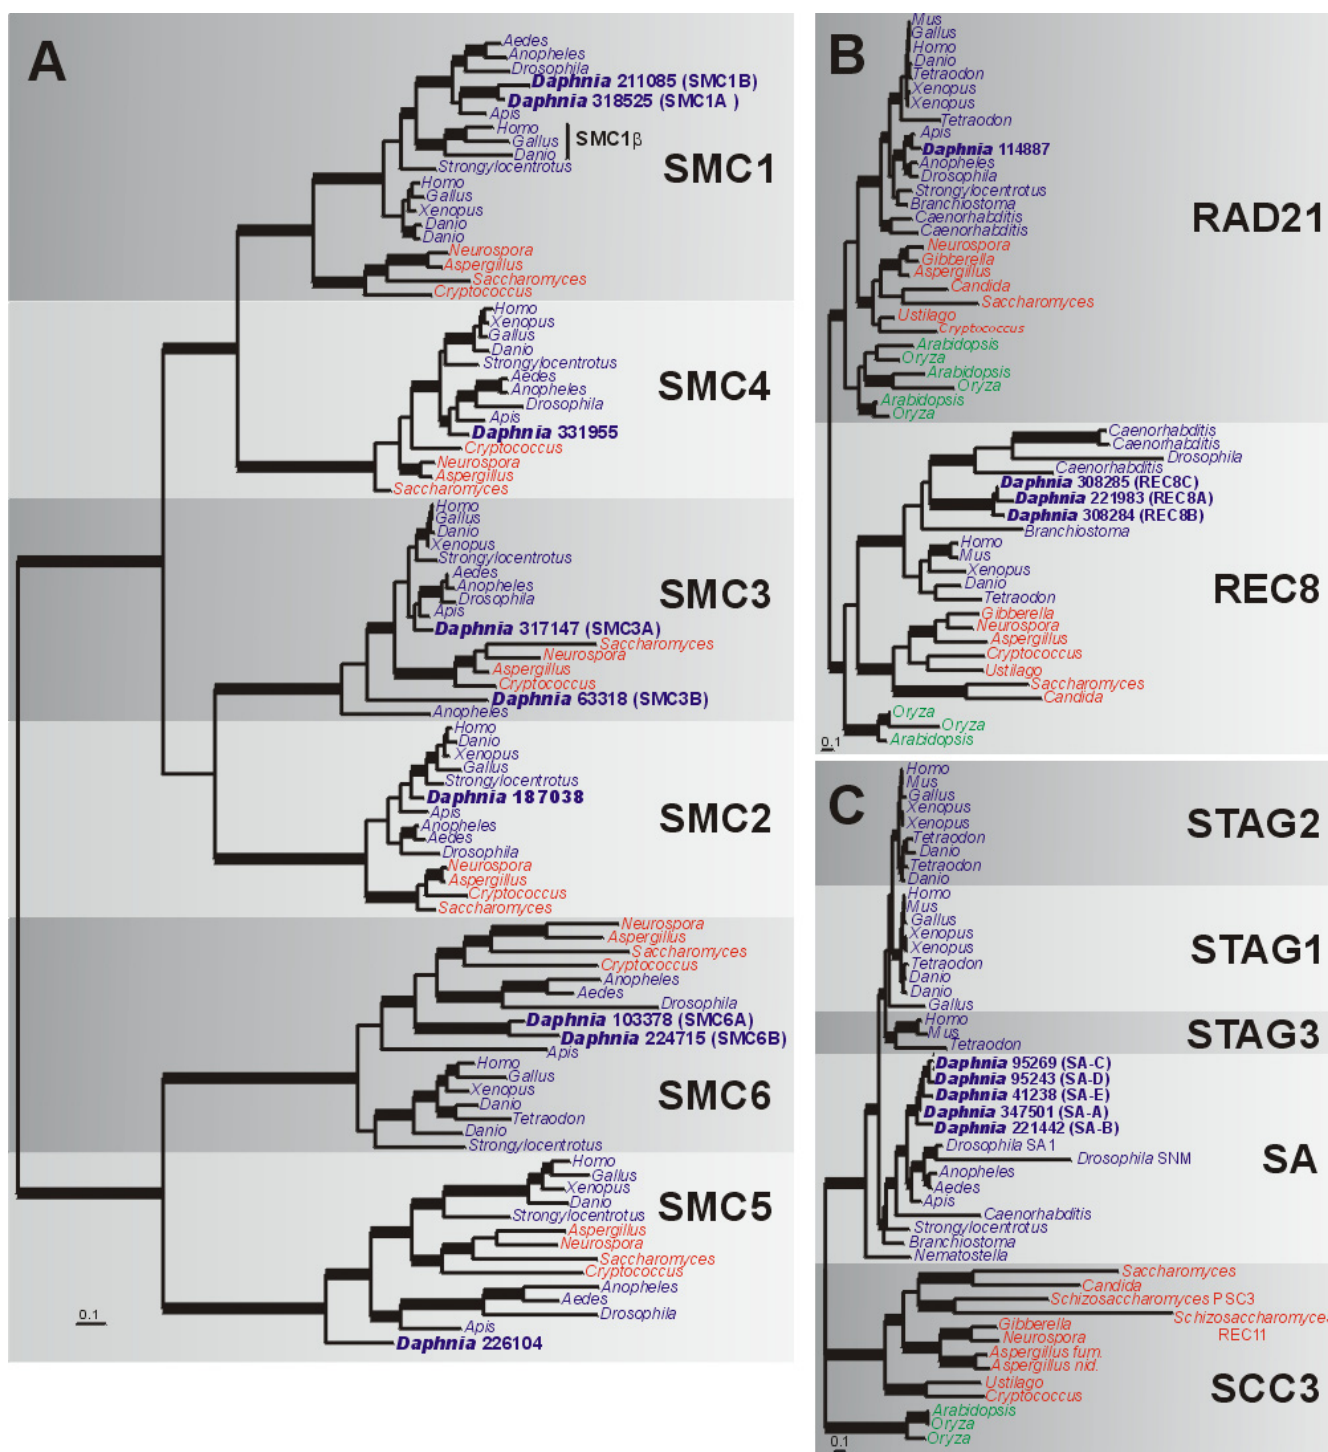 A
Aedes
Anopheles
Drosophila
Daphnia 211085 (SMC1B)
Daphnia 318525 (SMC1A )
Apis
Homo
Gallus
Danio
SMC1β
Strongylocentrotus
SMC1
Homo
Gallus
Xenopus
Danio
Danio
Neurospora
Aspergillus
Saccharomyces
Cryptococcus
Homo
Xenopus
Gallus
Danio
Strongylocentrotus
Aedes
Anopheles
Drosophila
SMC4
Apis
Daphnia 331955
Cryptococcus
Neurospora
Aspergillus
Saccharomyces
Homo
Gallus
Danio
Xenopus
Strongylocentrotus
Aedes
Anopheles
Drosophila
SMC3
Apis
Daphnia 317147 (SMC3A)
Saccharomyces
Neurospora
Aspergillus
Cryptococcus
Daphnia 63318 (SMC3B)
Anopheles
Homo
Danio
Xenopus
Gallus
Strongylocentrotus
Daphnia 187038
SMC2
Apis
Anopheles
Aedes
Drosophila
Neurospora
Aspergillus
Cryptococcus
Saccharomyces
Neurospora
Aspergillus
Saccharomyces
Cryptococcus
Anopheles
Aedes
Drosophila
Daphnia 103378 (SMC6A)
Daphnia 224715 (SMC6B)
Apis
Homo
Gallus
SMC6
Xenopus
Danio
Tetraodon
Danio
Strongylocentrotus
Homo
Gallus
Xenopus
Danio
SMC5
Strongylocentrotus
Aspergillus
Neurospora
Saccharomyces
Cryptococcus
Anopheles
Aedes
Drosophila
Apis
Daphnia 226104
0.1
B
Mus
Gallus
Homo
Danio
Tetraodon
Xenopus
Xenopus
Tetraodon
Apis
Daphnia 114887
Anopheles
Drosophila
Strongylocentrotus
Branchiostoma
RAD21
Caenorhabditis
Caenorhabditis
Neurospora
Gibberella
Aspergillus
Candida
Saccharomyces
Ustilago
Cryptococcus
Arabidopsis
Oryza
Arabidopsis
Oryza
Arabidopsis
Oryza
Caenorhabditis
Caenorhabditis
Drosophila
Caenorhabditis
Daphnia 308285 (REC8C)
Daphnia 221983 (REC8A)
Daphnia 308284 (REC8B)
Branchiostoma
Homo
Mus
Xenopus
Danio
REC8
Tetraodon
Gibberella
Neurospora
Aspergillus
Cryptococcus
Ustilago
Saccharomyces
Candida
Oryza
Oryza
Arabidopsis
0.1
C
Homo
Mus
Gallus
Xenopus
Xenopus
STAG2
Tetraodon
Danio
Tetraodon
Danio
Homo
Mus
Gallus
Xenopus
Xenopus
STAG1
Tetraodon
Danio
Danio
Gallus
Homo
Mus
STAG3
Tetraodon
Daphnia 95269 (SA-C)
Daphnia 95243 (SA-D)
Daphnia 41238 (SA-E)
Daphnia 347501 (SA-A)
Daphnia 221442 (SA-B)
Drosophila SA1
Drosophila SNM
SA
Anopheles
Aedes
Apis
Caenorhabditis
Strongylocentrotus
Branchiostoma
Nematostella
Saccharomyces
Candida
Schizosaccharomyces PSC3
Schizosaccharomyces
REC11
Gibberella
Neurospora
Aspergillus fum.
Aspergillus nid.
Ustilago
SCC3
Cryptococcus
Arabidopsis
Oryza
Oryza
0.1